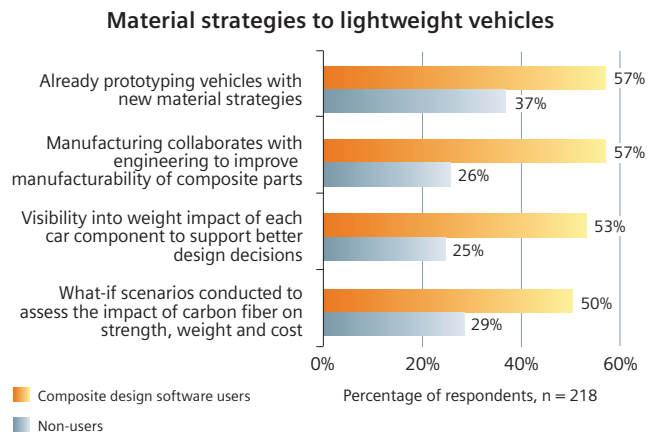 Material strategies to lightweight vehicles
Already prototyping vehicles with
new material strategies
57%
37%
Manufacturing collaborates with
engineering to improve
manufacturability of composite parts
57%
26%
Visibility into weight impact of each
car component to support better
design decisions
53%
25%
What-if scenarios conducted to
assess the impact of carbon fiber on
strength, weight and cost
50%
29%
0%
20%
40%
60%
Percentage of respondents, n = 218
Composite design software users
Non-users